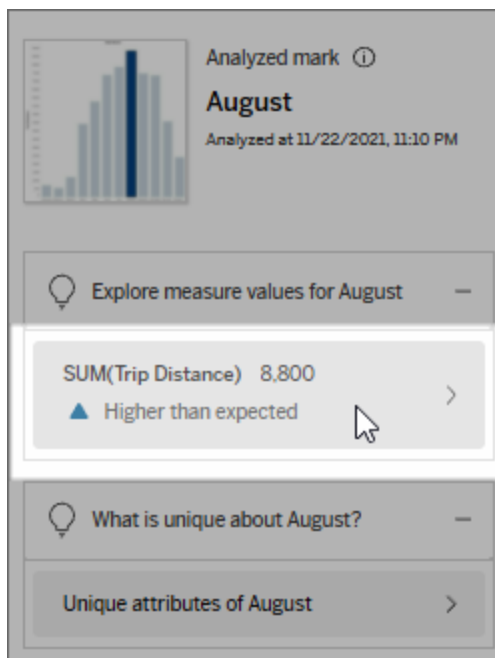 Analyzed mark
August
Analyzed at 11/22/2021, 11:10 PM
Explore measure values for August
SUM(Trip Distance) 8,800
Higher than expected
What is unique about August?
Unique attributes of August